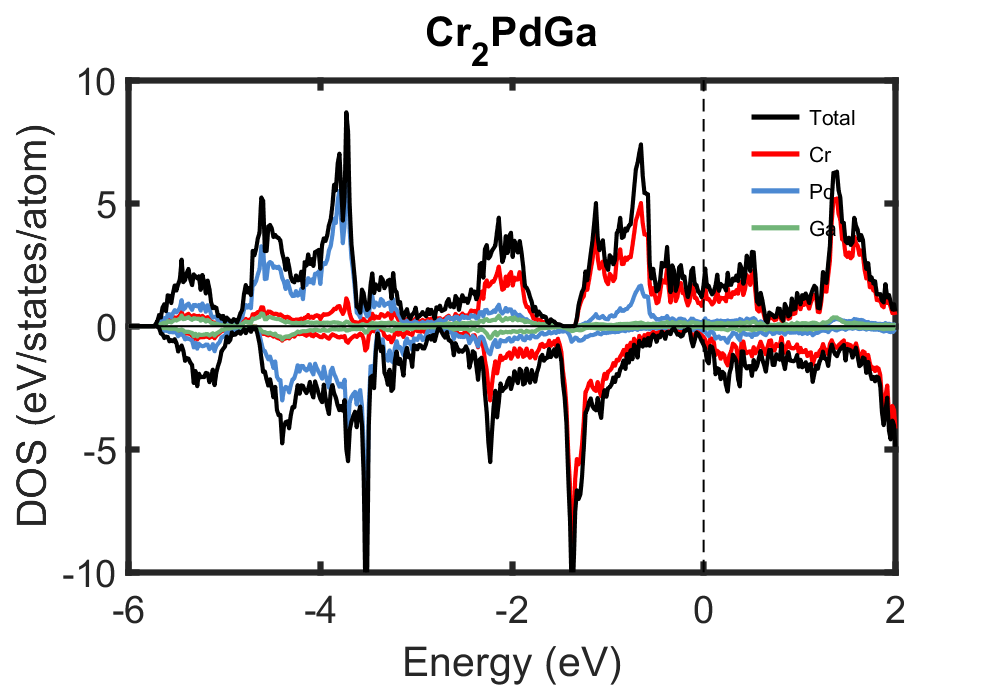 Cr₂PdGa
DOS (eV/states/atom)
10
5
0
-5
-10
Total
Cr
Pd
Ga
-6 -4 -2 0 2
Energy (eV)